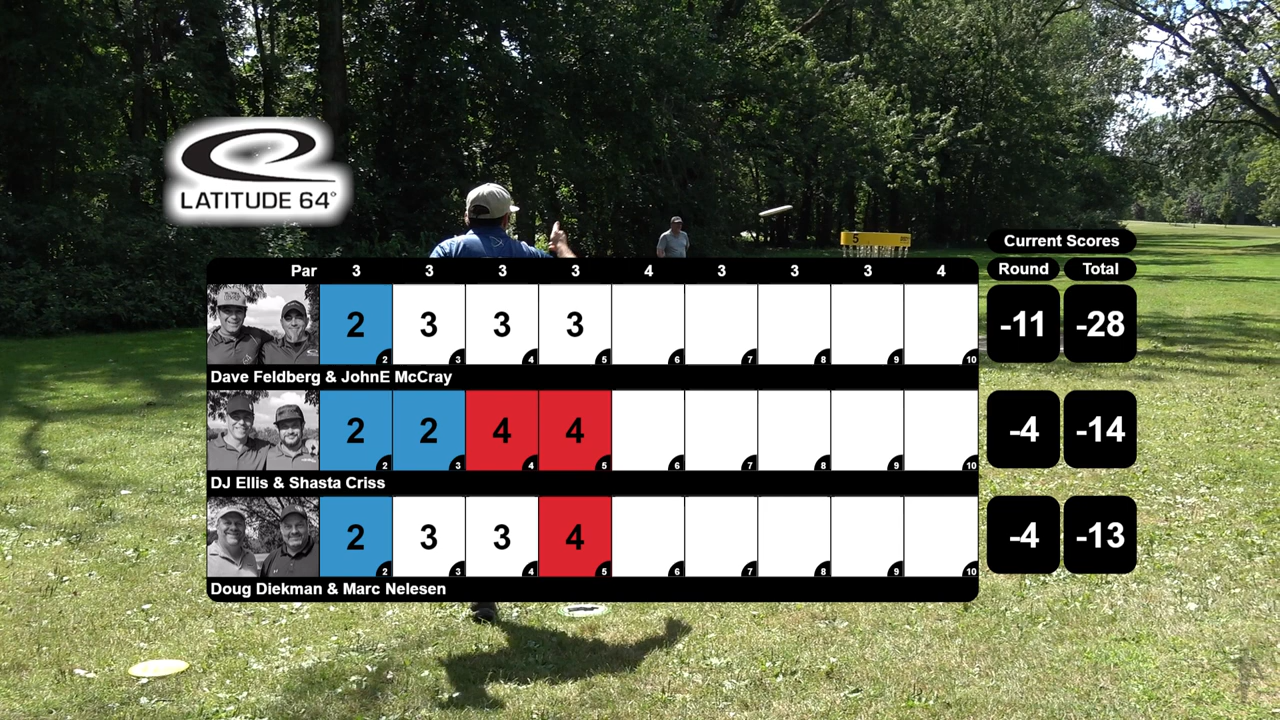 LATITUDE 64°
5
Current Scores
Par 3 3 3 3 4 3 3 3 4 Round Total
2 3 3 3 -11 -28
2 3 4 5 6 7 8 9 10
Dave Feldberg & JohnE McCray
2 2 4 4 -4 -14
2 3 4 5 6 7 8 9 10
DJ Ellis & Shasta Criss
2 3 3 4 -4 -13
2 3 4 5 6 7 8 9 10
Doug Diekman & Marc Nelesen